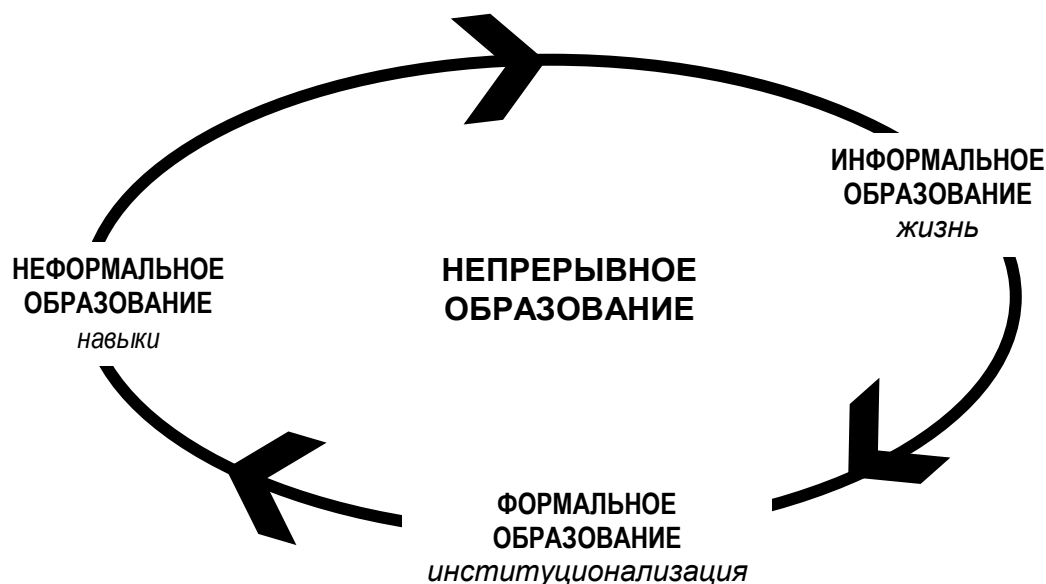 ИНФОРМАЛЬНОЕ
ОБРАЗОВАНИЕ
жизнь
НЕФОРМАЛЬНОЕ
ОБРАЗОВАНИЕ
навыки
НЕПРЕРЫВНОЕ
ОБРАЗОВАНИЕ
ФОРМАЛЬНОЕ
ОБРАЗОВАНИЕ
институционализация